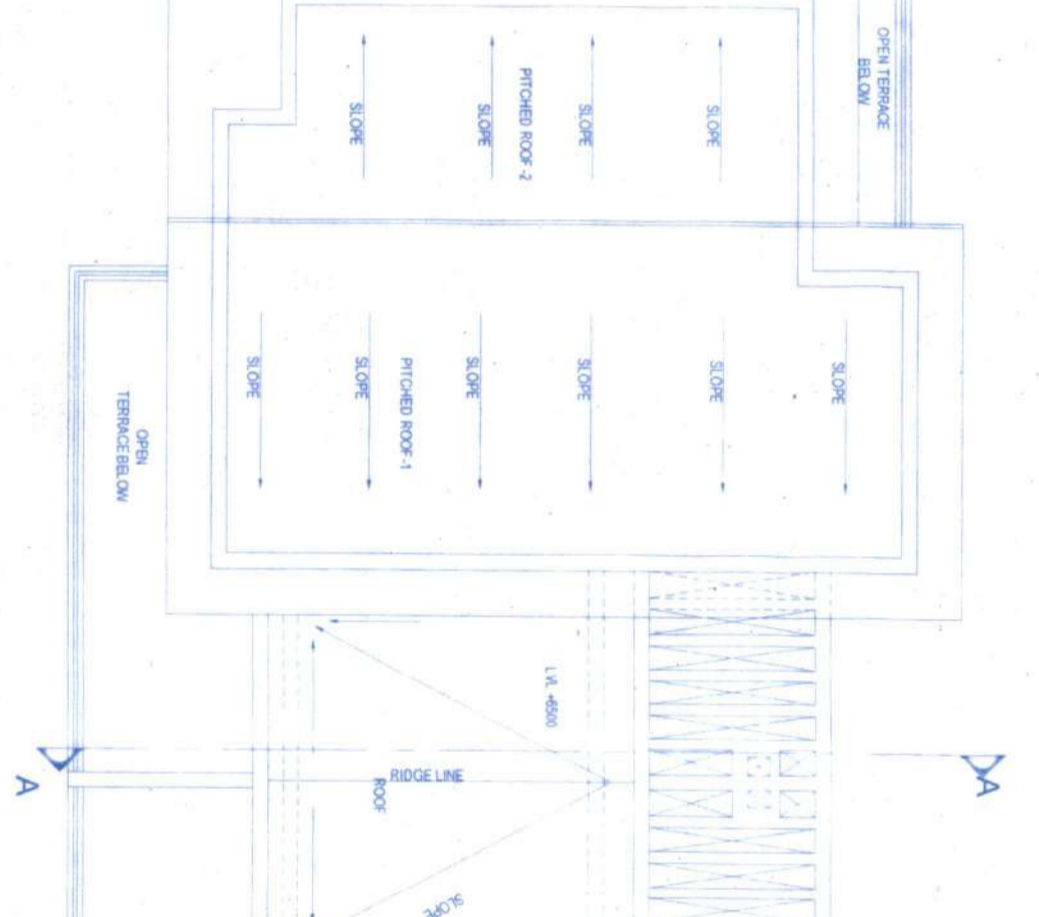 OPEN TERRACE
BELOW
PITCHED ROOF-2
SLOPE
SLOPE
SLOPE
SLOPE
SLOPE
SLOPE
PITCHED ROOF-1
SLOPE
SLOPE
SLOPE
SLOPE
OPEN
TERRACE BELOW
LVL +6500
RIDGE LINE
ROOF
A
A
SLOPE